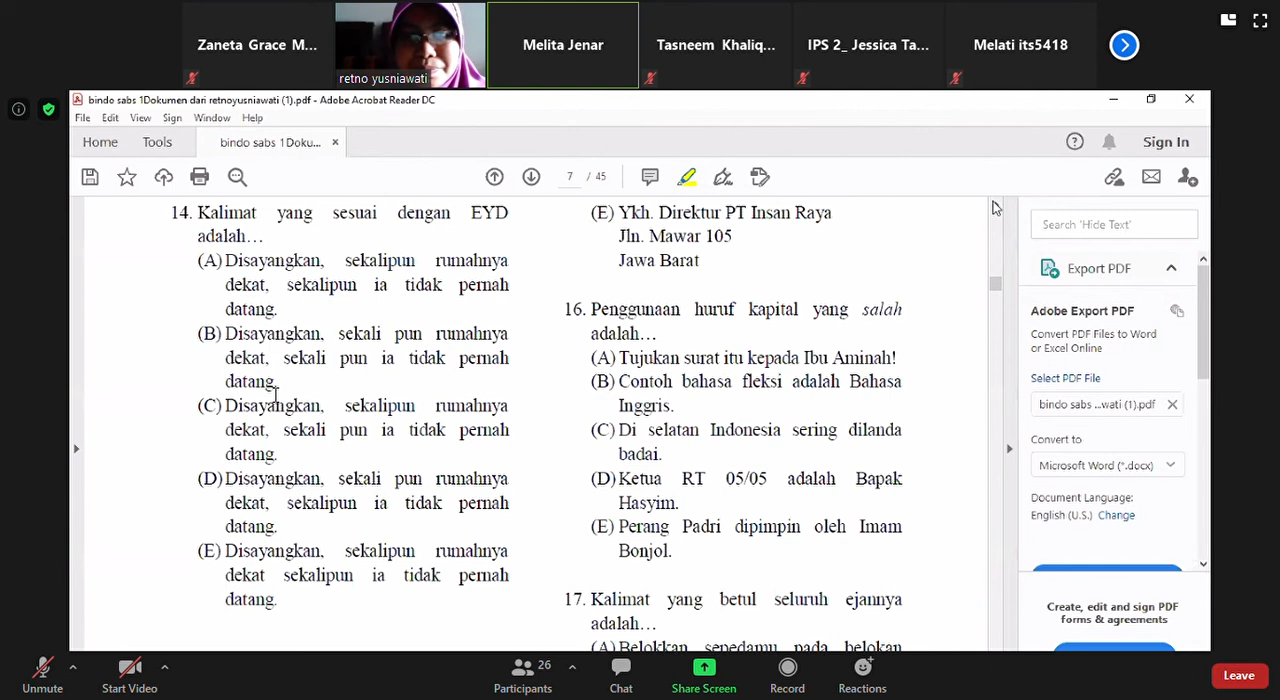 Zaneta Grace M...
retno yusniawati
Melita Jenar
Tasneem Khaliq...
IPS 2_ Jessica Ta...
Melati its5418
bindo sabs 1Dokumen dari retnoyusniawati (1).pdf - Adobe Acrobat Reader DC
File Edit View Sign Window Help
Home Tools bindo sabs 1Doku... × Sign In
7 / 45
14. Kalimat yang sesuai dengan EYD
adalah…
(A) Disayangkan, sekalipun rumahnya
dekat, sekalipun ia tidak pernah
datang.
(B) Disayangkan, sekali pun rumahnya
dekat, sekali pun ia tidak pernah
datang.
(C) Disayangkan, sekalipun rumahnya
dekat, sekali pun ia tidak pernah
datang.
(D) Disayangkan, sekali pun rumahnya
dekat, sekalipun ia tidak pernah
datang.
(E) Disayangkan, sekalipun rumahnya
dekat sekalipun ia tidak pernah
datang.
(E) Ykh. Direktur PT Insan Raya
Jln. Mawar 105
Jawa Barat
16. Penggunaan huruf kapital yang salah
adalah…
(A) Tujukan surat itu kepada Ibu Aminah!
(B) Contoh bahasa fleksi adalah Bahasa
Inggris.
(C) Di selatan Indonesia sering dilanda
badai.
(D) Ketua RT 05/05 adalah Bapak
Hasyim.
(E) Perang Padri dipimpin oleh Imam
Bonjol.
17. Kalimat yang betul seluruh ejannya
adalah…
(A) Belokkan sepedamu pada belokan
Search 'Hide Text'
Export PDF
Adobe Export PDF
Convert PDF Files to Word
or Excel Online
Select PDF File
bindo sabs ...wati (1).pdf
Convert to
Microsoft Word (*.docx)
Document Language:
English (U.S.) Change
Create, edit and sign PDF
forms & agreements
Unmute
Start Video
26
Participants
Chat
Share Screen
Record
Reactions
Leave